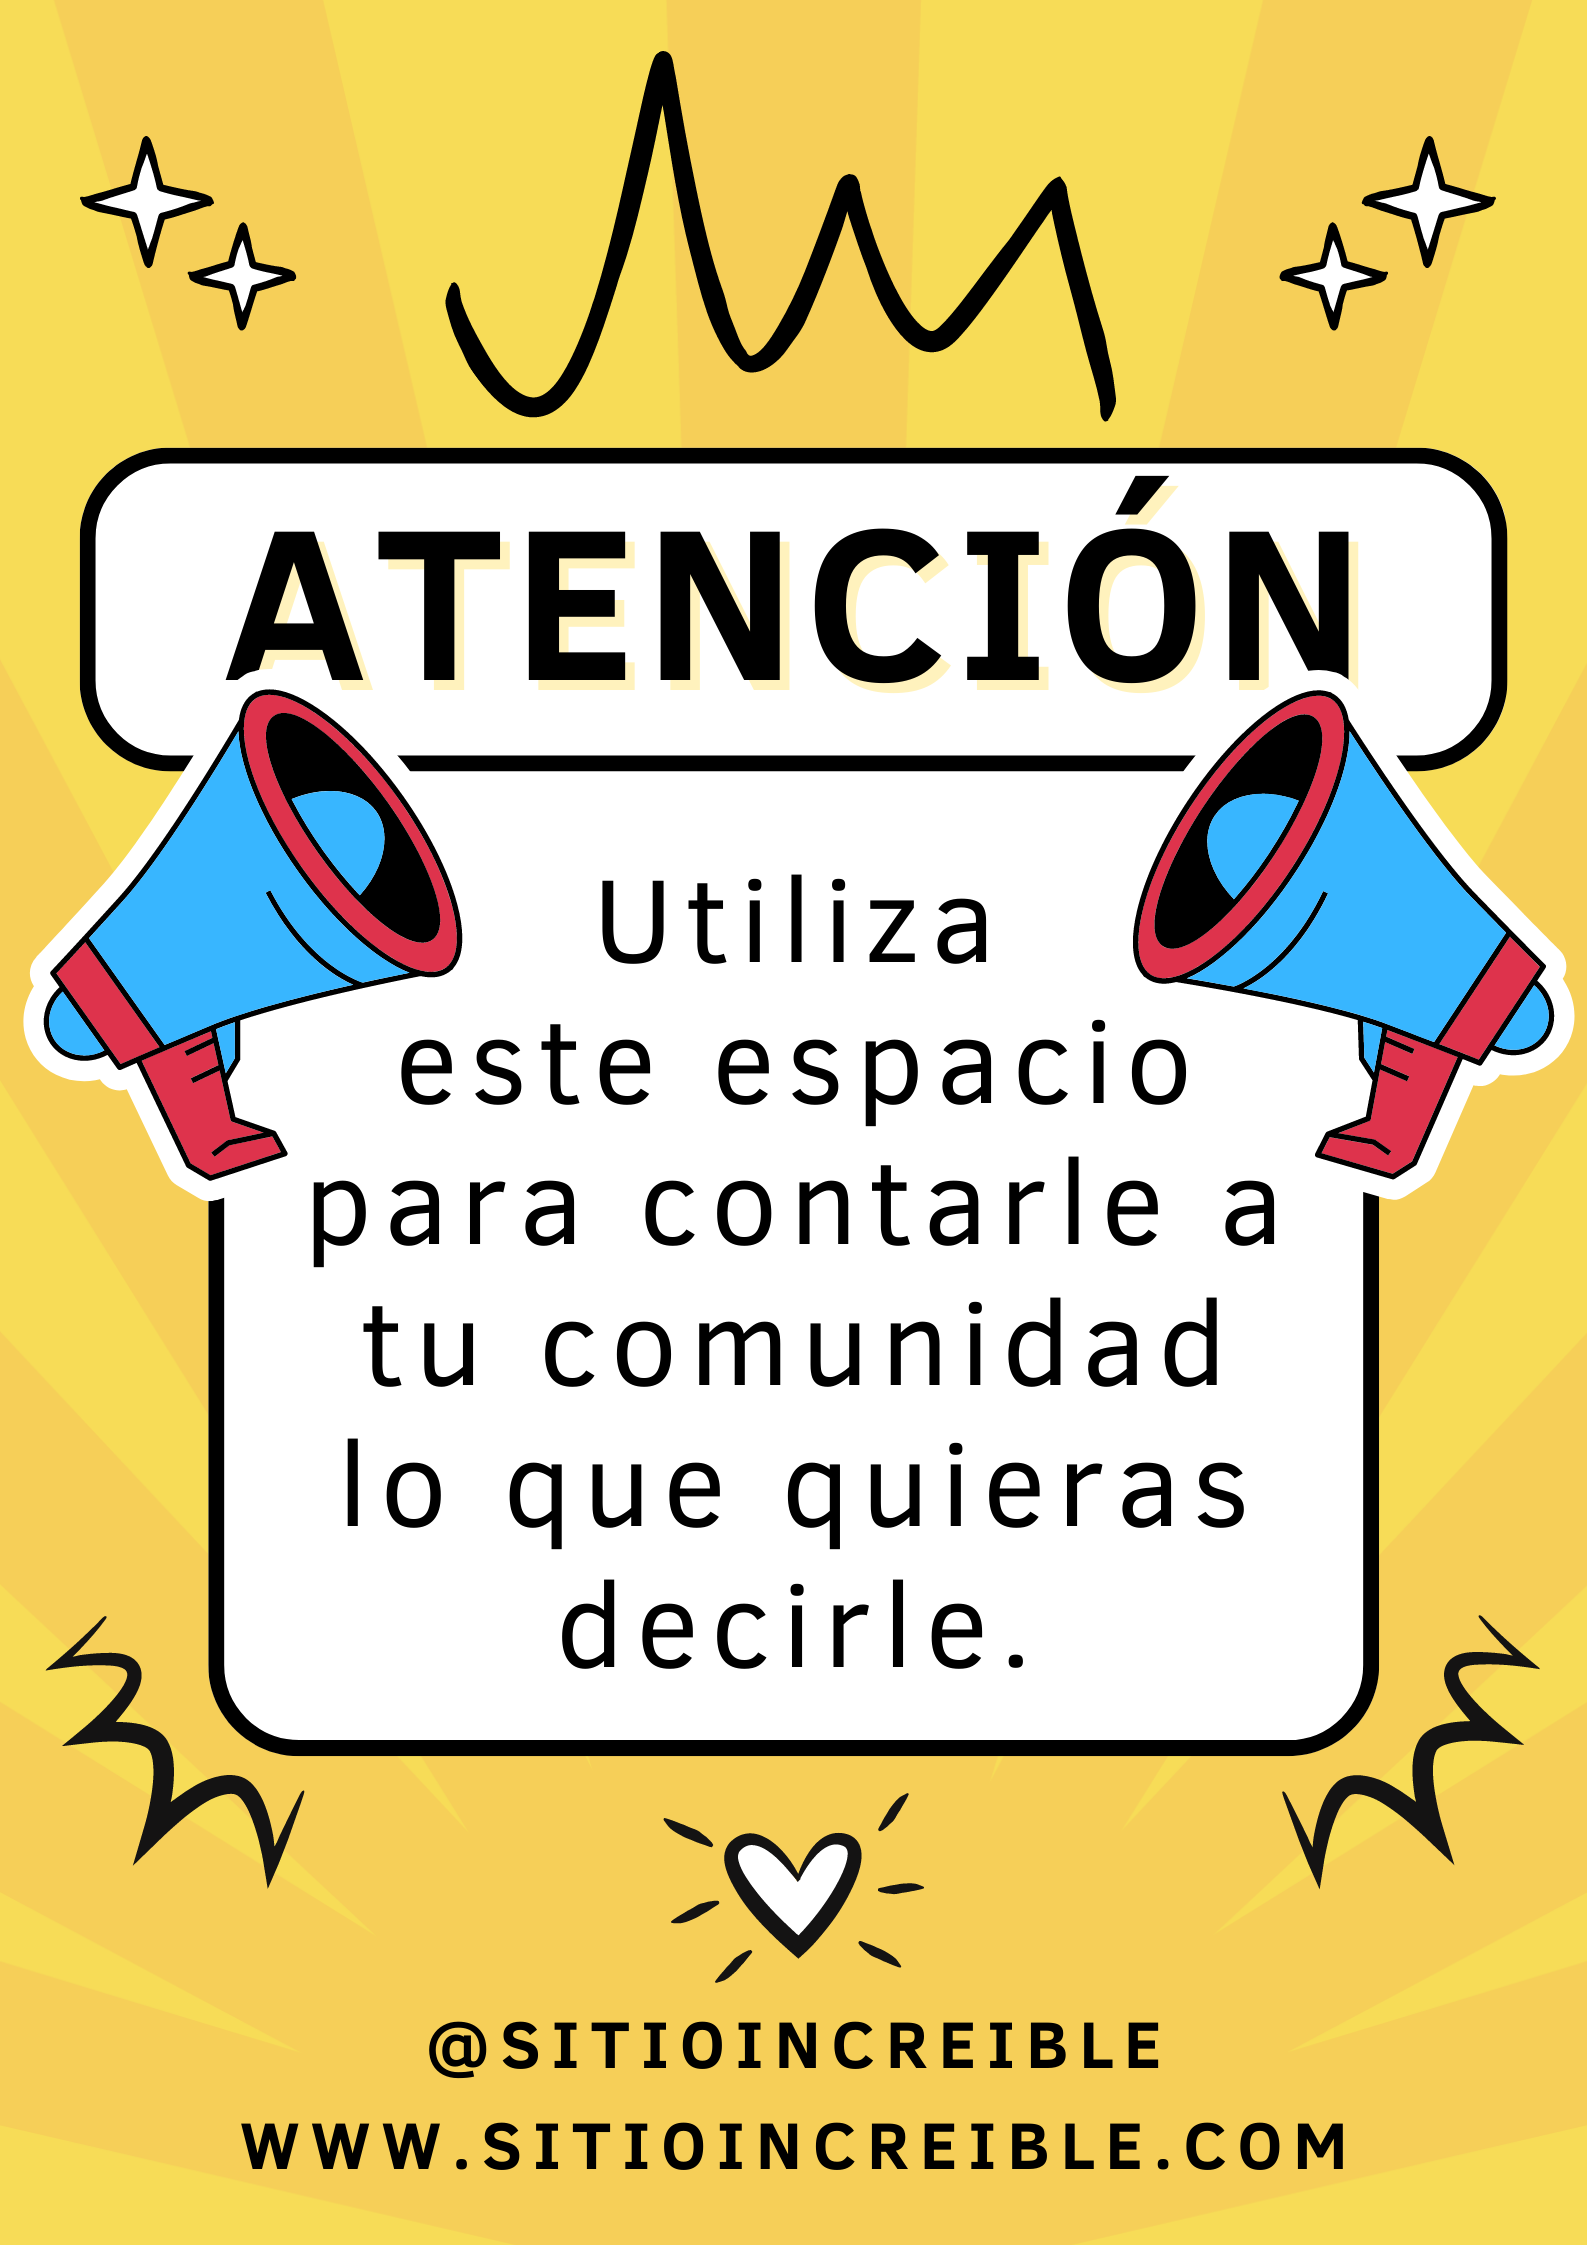 ATENCIÓN
Utiliza
este espacio
para contarle a
tu comunidad
lo que quieras
decirle.
@SITIOINCREIBLE
WWW.SITIOINCREIBLE.COM